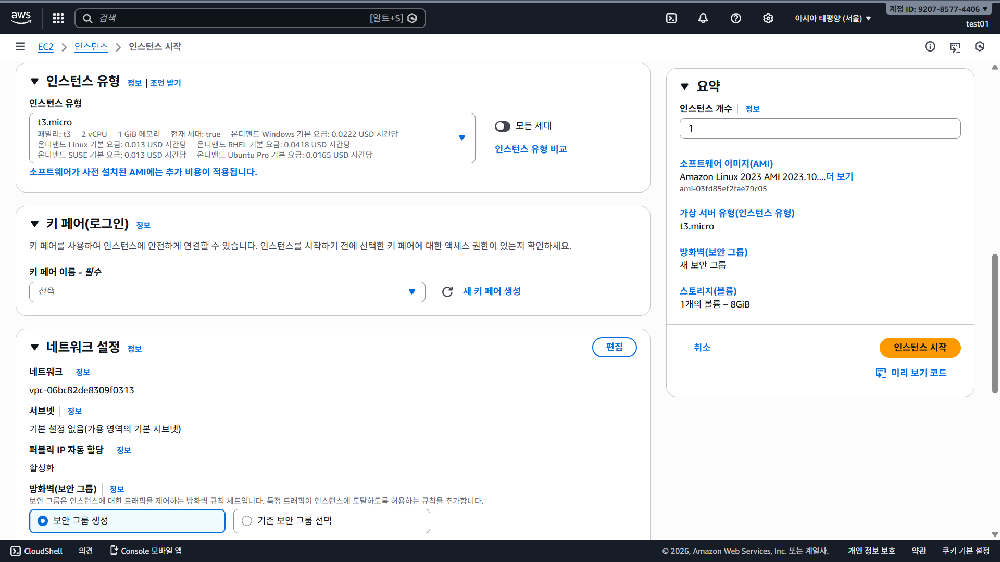 aws
검색
[알트+S]
아시아 태평양 (서울)
계정 ID: 9207-8577-4406
test01
EC2
인스턴스
인스턴스 시작
인스턴스 유형
정보 | 조언 받기
인스턴스 유형
t3.micro
패밀리: t3 2 vCPU 1 GiB 메모리 현재 세대: true 온디맨드 Windows 기본 요금: 0.0222 USD 시간당
온디맨드 Linux 기본 요금: 0.013 USD 시간당 온디맨드 RHEL 기본 요금: 0.0418 USD 시간당
온디맨드 SUSE 기본 요금: 0.013 USD 시간당 온디맨드 Ubuntu Pro 기본 요금: 0.0165 USD 시간당
모든 세대
인스턴스 유형 비교
소프트웨어가 사전 설치된 AMI에는 추가 비용이 적용됩니다.
키 페어(로그인)
정보
키 페어를 사용하여 인스턴스에 안전하게 연결할 수 있습니다. 인스턴스를 시작하기 전에 선택한 키 페어에 대한 액세스 권한이 있는지 확인하세요.
키 페어 이름 - 필수
선택
새 키 페어 생성
네트워크 설정
정보
편집
네트워크
정보
vpc-06bc82de8309f0313
서브넷
정보
기본 설정 없음(가용 영역의 기본 서브넷)
퍼블릭 IP 자동 할당
정보
활성화
방화벽(보안 그룹)
정보
보안 그룹은 인스턴스에 대한 트래픽을 제어하는 방화벽 규칙 세트입니다. 특정 트래픽이 인스턴스에 도달하도록 허용하는 규칙을 추가합니다.
보안 그룹 생성
기존 보안 그룹 선택
요약
인스턴스 개수
정보
1
소프트웨어 이미지(AMI)
Amazon Linux 2023 AMI 2023.10....더 보기
ami-03fd85ef2fae79c05
가상 서버 유형(인스턴스 유형)
t3.micro
방화벽(보안 그룹)
새 보안 그룹
스토리지(볼륨)
1개의 볼륨 – 8GiB
취소
인스턴스 시작
미리 보기 코드
CloudShell
의견
Console 모바일 앱
© 2026, Amazon Web Services, Inc. 또는 계열사.
개인 정보 보호
약관
쿠키 기본 설정